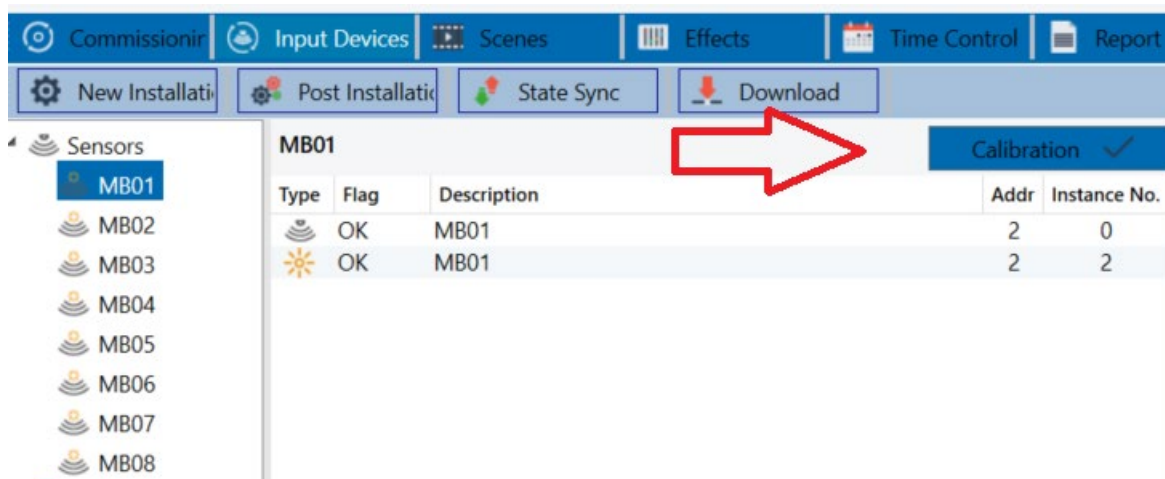 Commissionir Input Devices Scenes Effects Time Control Report
New Installati Post Installatic State Sync Download
Sensors
MB01
MB02
MB03
MB04
MB05
MB06
MB07
MB08
MB01 Calibration
Type Flag Description Addr Instance No.
OK MB01 2 0
OK MB01 2 2